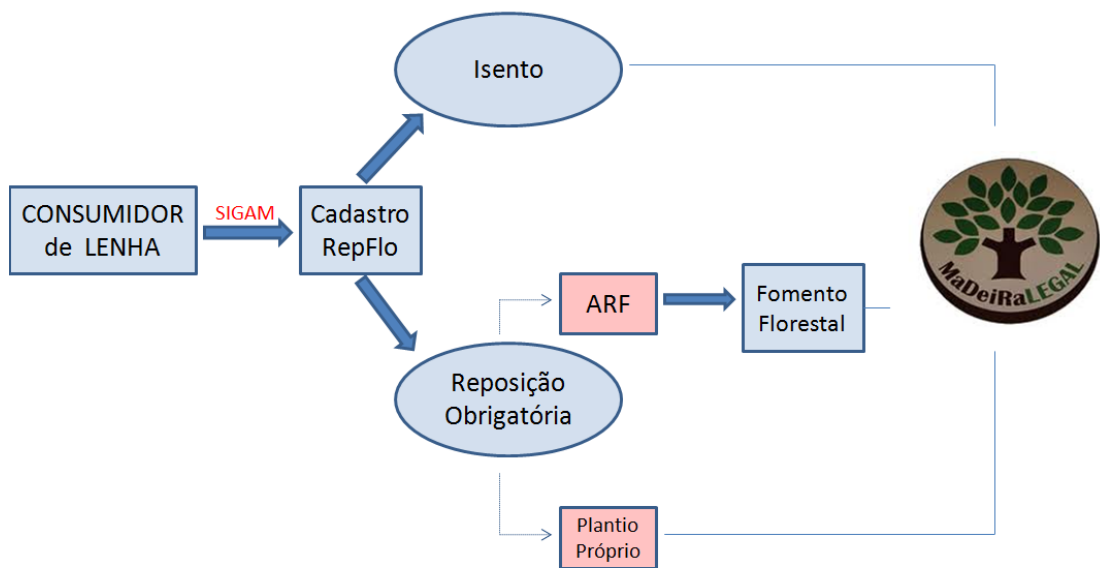 Isento
CONSUMIDOR
de LENHA
SIGAM
Cadastro
RepFlo
ARF
Fomento
Florestal
MaDeiRaLEGAL
Reposição
Obrigatória
Plantio
Próprio